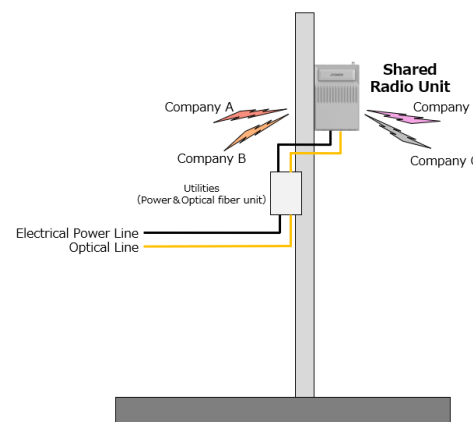 Shared
Radio Unit
Company A
Company
Company B
Company
Utilities
(Power&Optical fiber unit)
Electrical Power Line
Optical Line